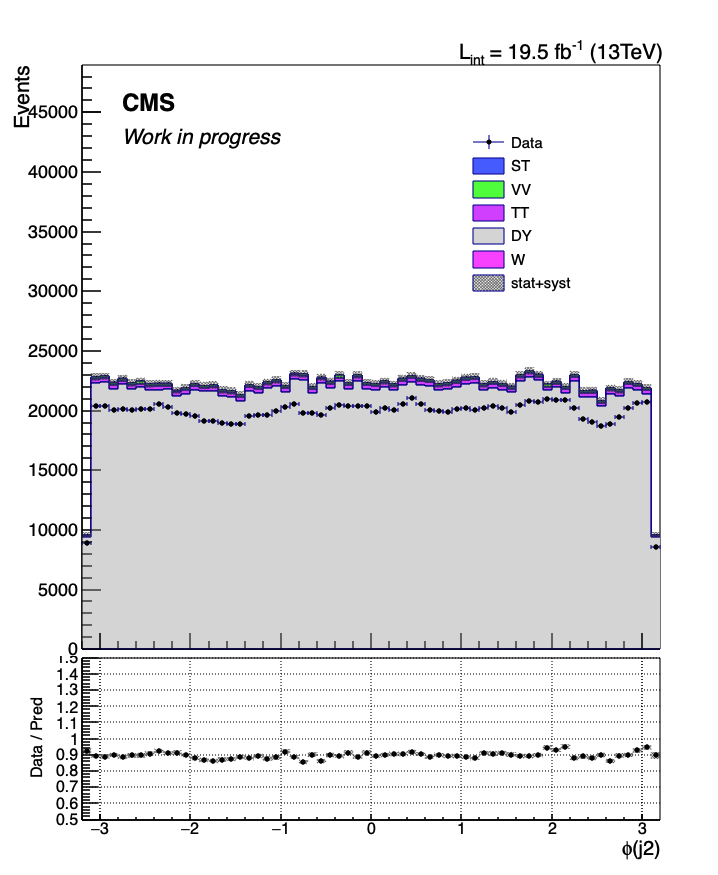 L_int = 19.5 fb^-1 (13TeV)
Events
CMS
Work in progress
Data
ST
VV
TT
DY
W
stat+syst
45000
40000
35000
30000
25000
20000
15000
10000
5000
0
Data / Pred
1.5
1.4
1.3
1.2
1.1
1
0.9
0.8
0.7
0.6
0.5
−3 −2 −1 0 1 2 3
ϕ(j2)